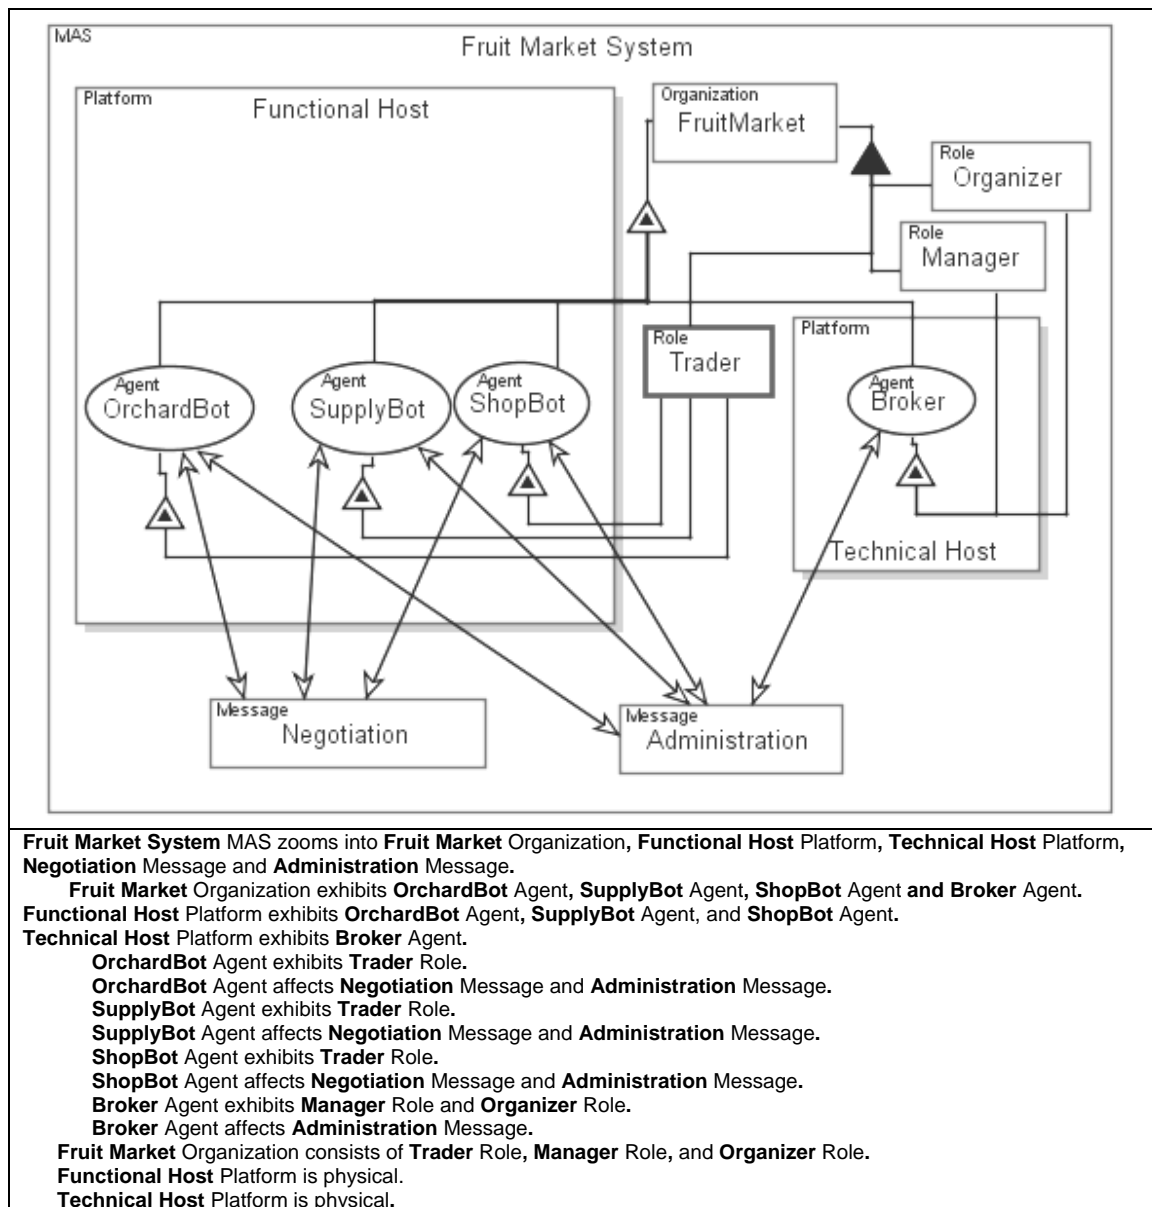 MAS
Fruit Market System
Platform
Functional Host
Organization
FruitMarket
Role
Organizer
Role
Manager
Role
Trader
Platform
Agent
OrchardBot
Agent
SupplyBot
Agent
ShopBot
Agent
Broker
Technical Host
Message
Negotiation
Message
Administration
Fruit Market System MAS zooms into Fruit Market Organization, Functional Host Platform, Technical Host Platform,
Negotiation Message and Administration Message.
Fruit Market Organization exhibits OrchardBot Agent, SupplyBot Agent, ShopBot Agent and Broker Agent.
Functional Host Platform exhibits OrchardBot Agent, SupplyBot Agent, and ShopBot Agent.
Technical Host Platform exhibits Broker Agent.
OrchardBot Agent exhibits Trader Role.
OrchardBot Agent affects Negotiation Message and Administration Message.
SupplyBot Agent exhibits Trader Role.
SupplyBot Agent affects Negotiation Message and Administration Message.
ShopBot Agent exhibits Trader Role.
ShopBot Agent affects Negotiation Message and Administration Message.
Broker Agent exhibits Manager Role and Organizer Role.
Broker Agent affects Administration Message.
Fruit Market Organization consists of Trader Role, Manager Role, and Organizer Role.
Functional Host Platform is physical.
Technical Host Platform is physical.